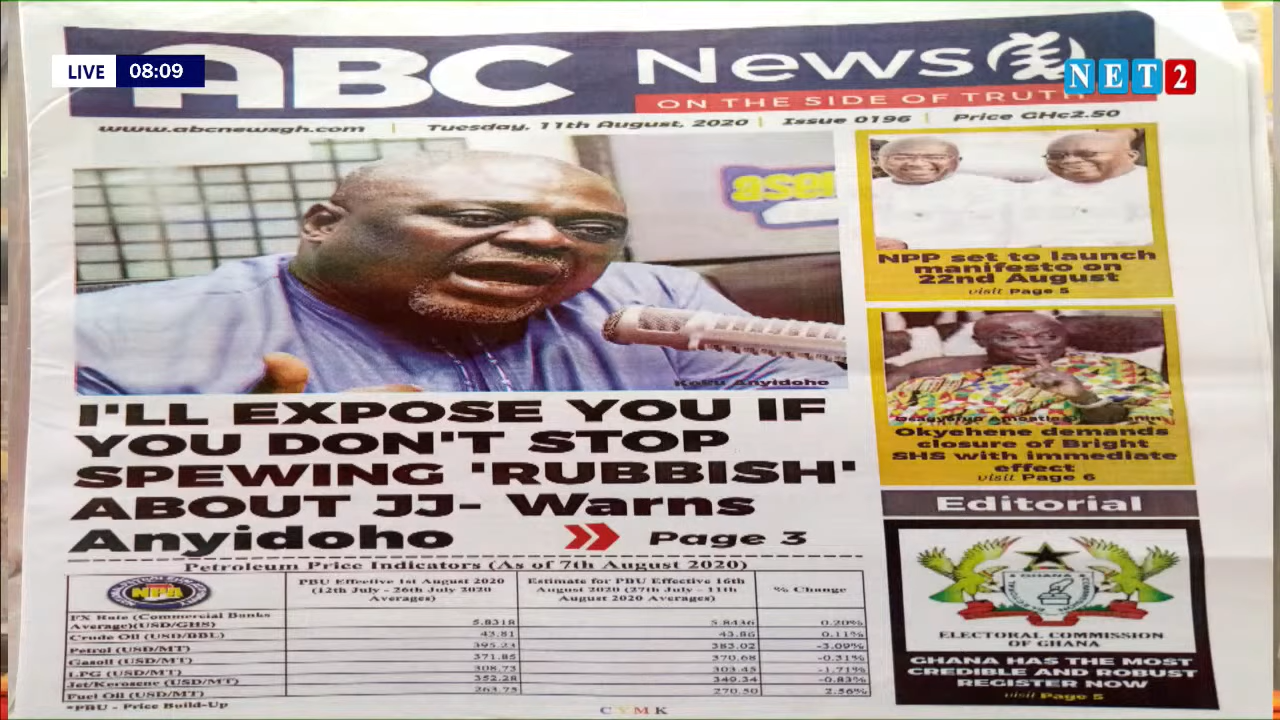 LIVE 08:09
NET2
ABC News
ON THE SIDE OF TRUTH
www.abcnewsgh.com | Tuesday, 11th August, 2020 | Issue 0196 | Price GHc2.50
Koku Anyidoho
I'LL EXPOSE YOU IF
YOU DON'T STOP
SPEWING 'RUBBISH'
ABOUT JJ- Warns
Anyidoho
Page 3
NPP set to launch
manifesto on
22nd August
visit Page 5
Okyehene demands
closure of Bright
SHS with immediate
effect
visit Page 6
Editorial
GHANA
ELECTORAL COMMISSION
OF GHANA
GHANA HAS THE MOST
CREDIBLE AND ROBUST
REGISTER NOW
visit Page 5
Petroleum Price Indicators (As of 7th August 2020)
NPA
PBU Effective 1st August 2020
(12th July - 26th July 2020
Averages)
Estimate for PBU Effective 16th
August 2020 (27th July - 11th
August 2020 Averages)
% Change
FX Rate (Commercial Banks
Average)(USD/GHS) 5.8318 5.8436 0.20%
Crude Oil (USD/BBL) 43.81 43.86 0.11%
Petrol (USD/MT) 395.23 383.02 -3.09%
Gasoil (USD/MT) 371.85 370.68 -0.31%
LPG (USD/MT) 308.73 303.45 -1.71%
Jet/Kerosene (USD/MT) 352.28 349.34 -0.83%
Fuel Oil (USD/MT) 263.75 270.50 2.56%
*PBU - Price Build-Up
CYMK